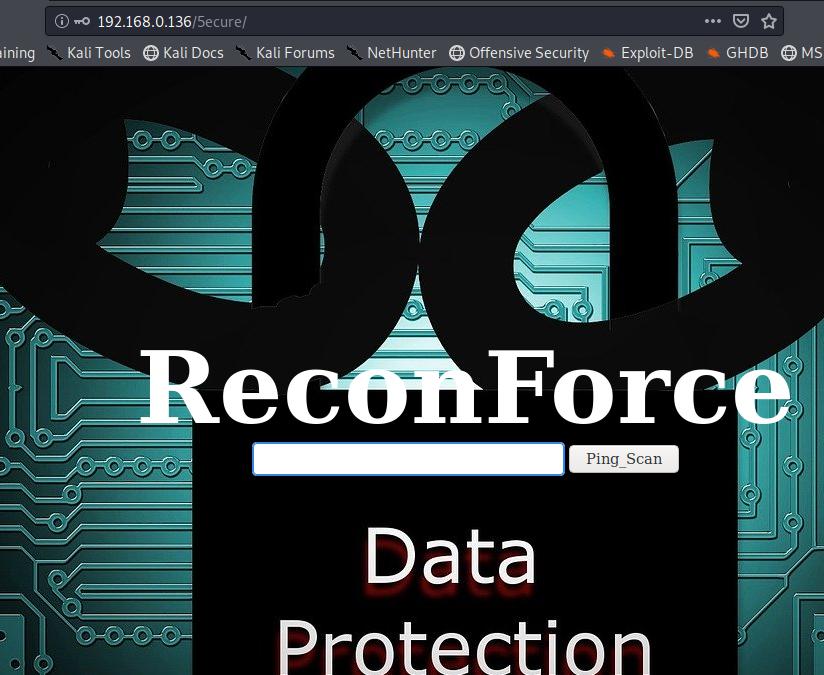 192.168.0.136/5ecure/
aining Kali Tools Kali Docs Kali Forums NetHunter Offensive Security Exploit-DB GHDB MS
ReconForce
Ping_Scan
Data
Protection